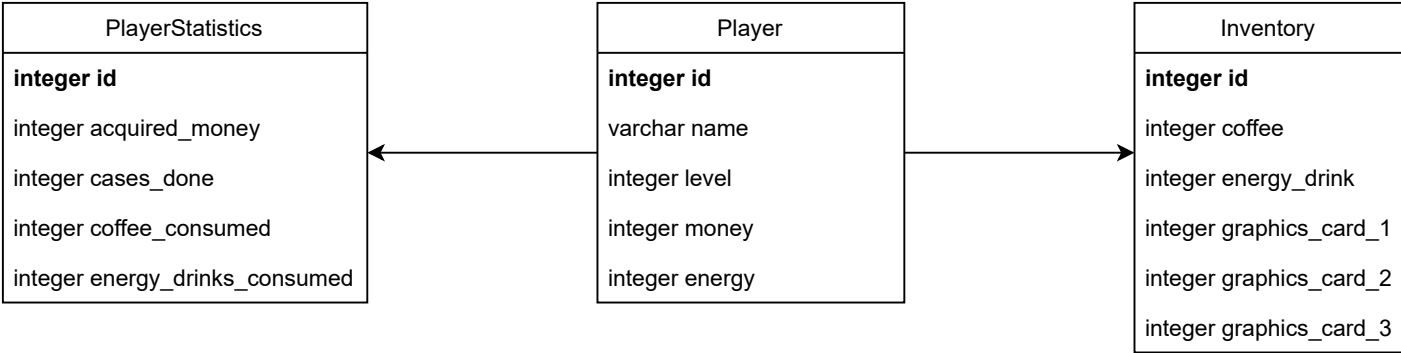 PlayerStatistics
integer id
integer acquired_money
integer cases_done
integer coffee_consumed
integer energy_drinks_consumed
Player
integer id
varchar name
integer level
integer money
integer energy
Inventory
integer id
integer coffee
integer energy_drink
integer graphics_card_1
integer graphics_card_2
integer graphics_card_3